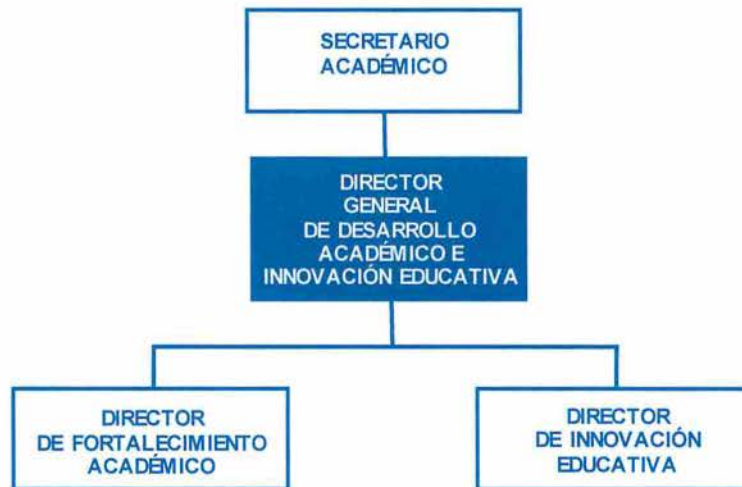 SECRETARIO
ACADÉMICO
DIRECTOR
GENERAL
DE DESARROLLO
ACADÉMICO E
INNOVACIÓN EDUCATIVA
DIRECTOR
DE FORTALECIMIENTO
ACADÉMICO
DIRECTOR
DE INNOVACIÓN
EDUCATIVA